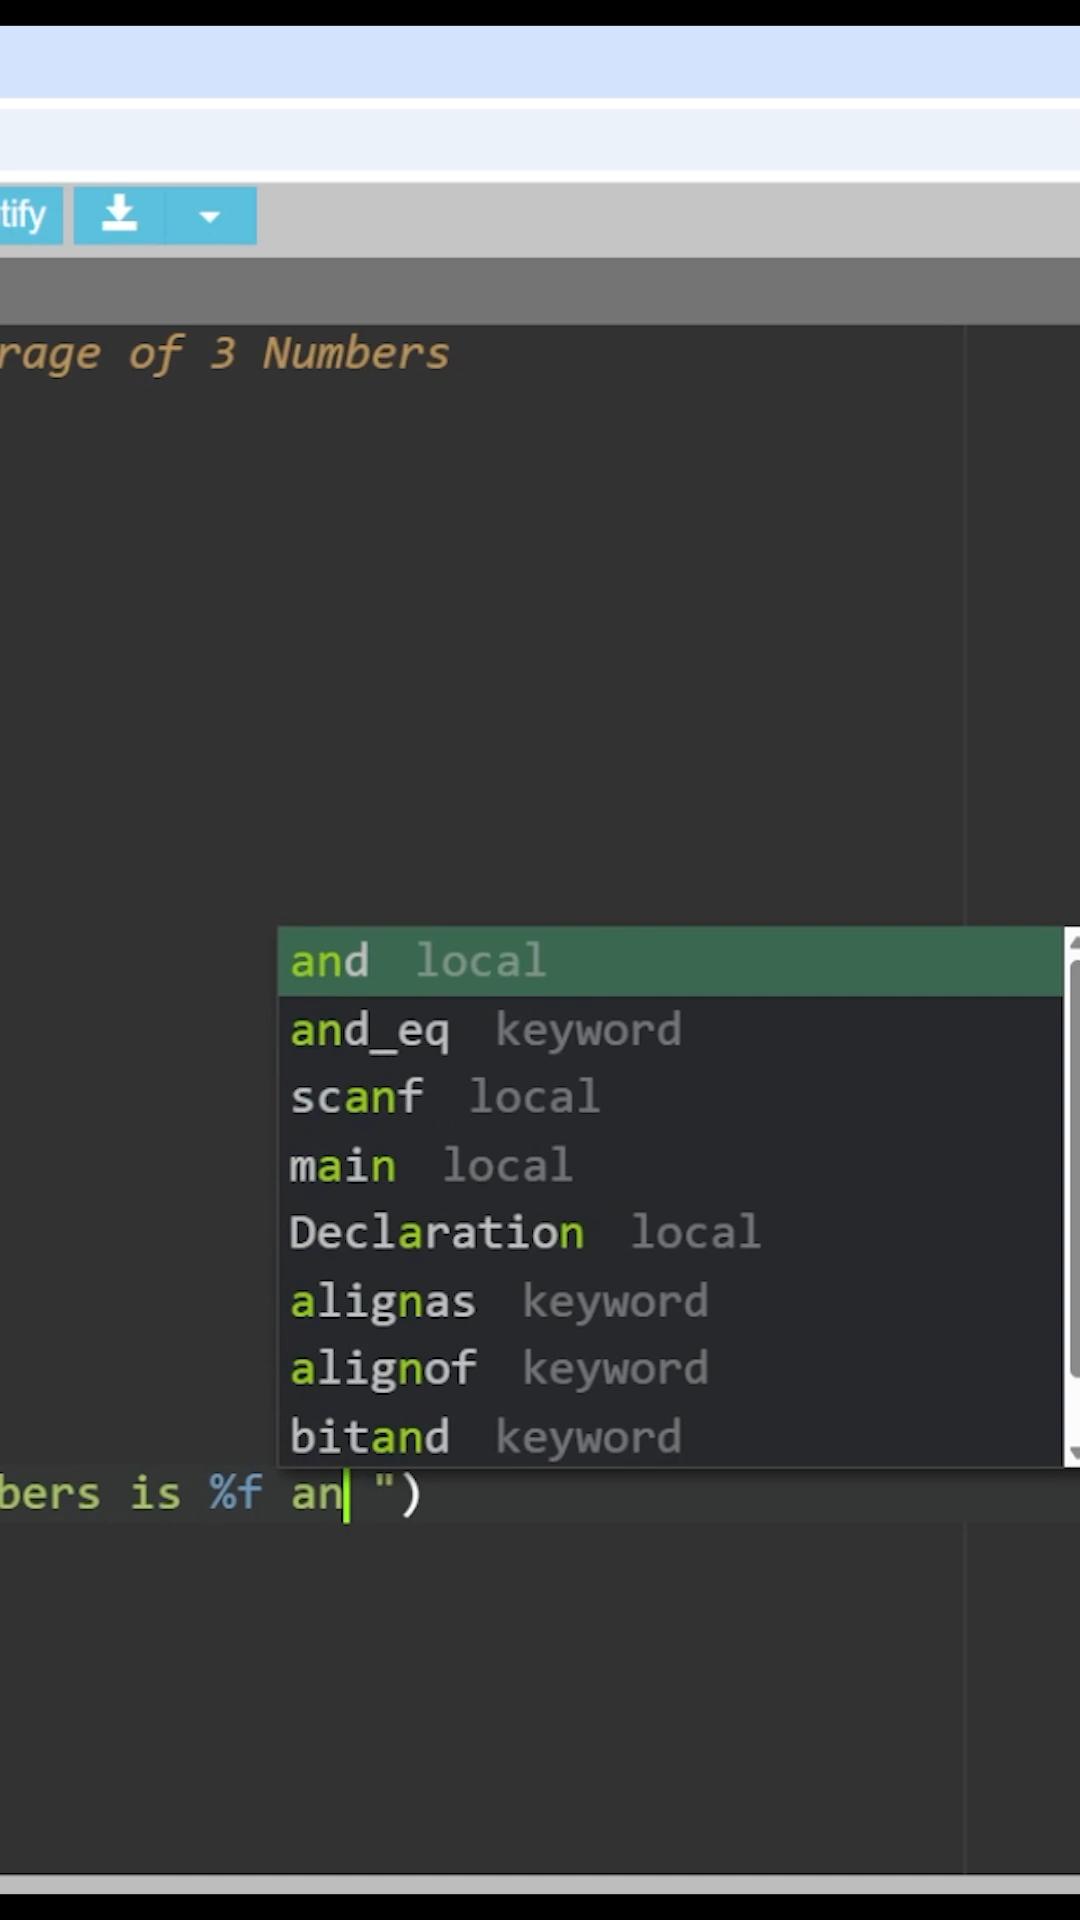 tify
rage of 3 Numbers
and local
and_eq keyword
scanf local
main local
Declaration local
alignas keyword
alignof keyword
bitand keyword
bers is %f an ")